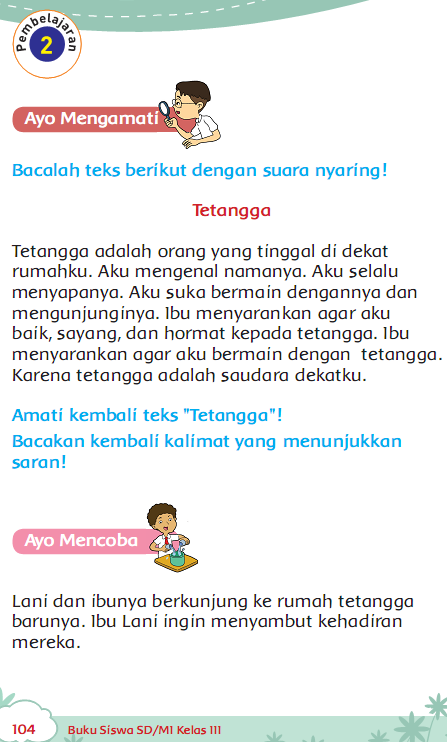 Pembelajaran
2
Ayo Mengamati
Bacalah teks berikut dengan suara nyaring!
Tetangga
Tetangga adalah orang yang tinggal di dekat
rumahku. Aku mengenal namanya. Aku selalu
menyapanya. Aku suka bermain dengannya dan
mengunjunginya. Ibu menyarankan agar aku
baik, sayang, dan hormat kepada tetangga. Ibu
menyarankan agar aku bermain dengan tetangga.
Karena tetangga adalah saudara dekatku.
Amati kembali teks "Tetangga"!
Bacakan kembali kalimat yang menunjukkan
saran!
Ayo Mencoba
Lani dan ibunya berkunjung ke rumah tetangga
barunya. Ibu Lani ingin menyambut kehadiran
mereka.
104 Buku Siswa SD/MI Kelas III